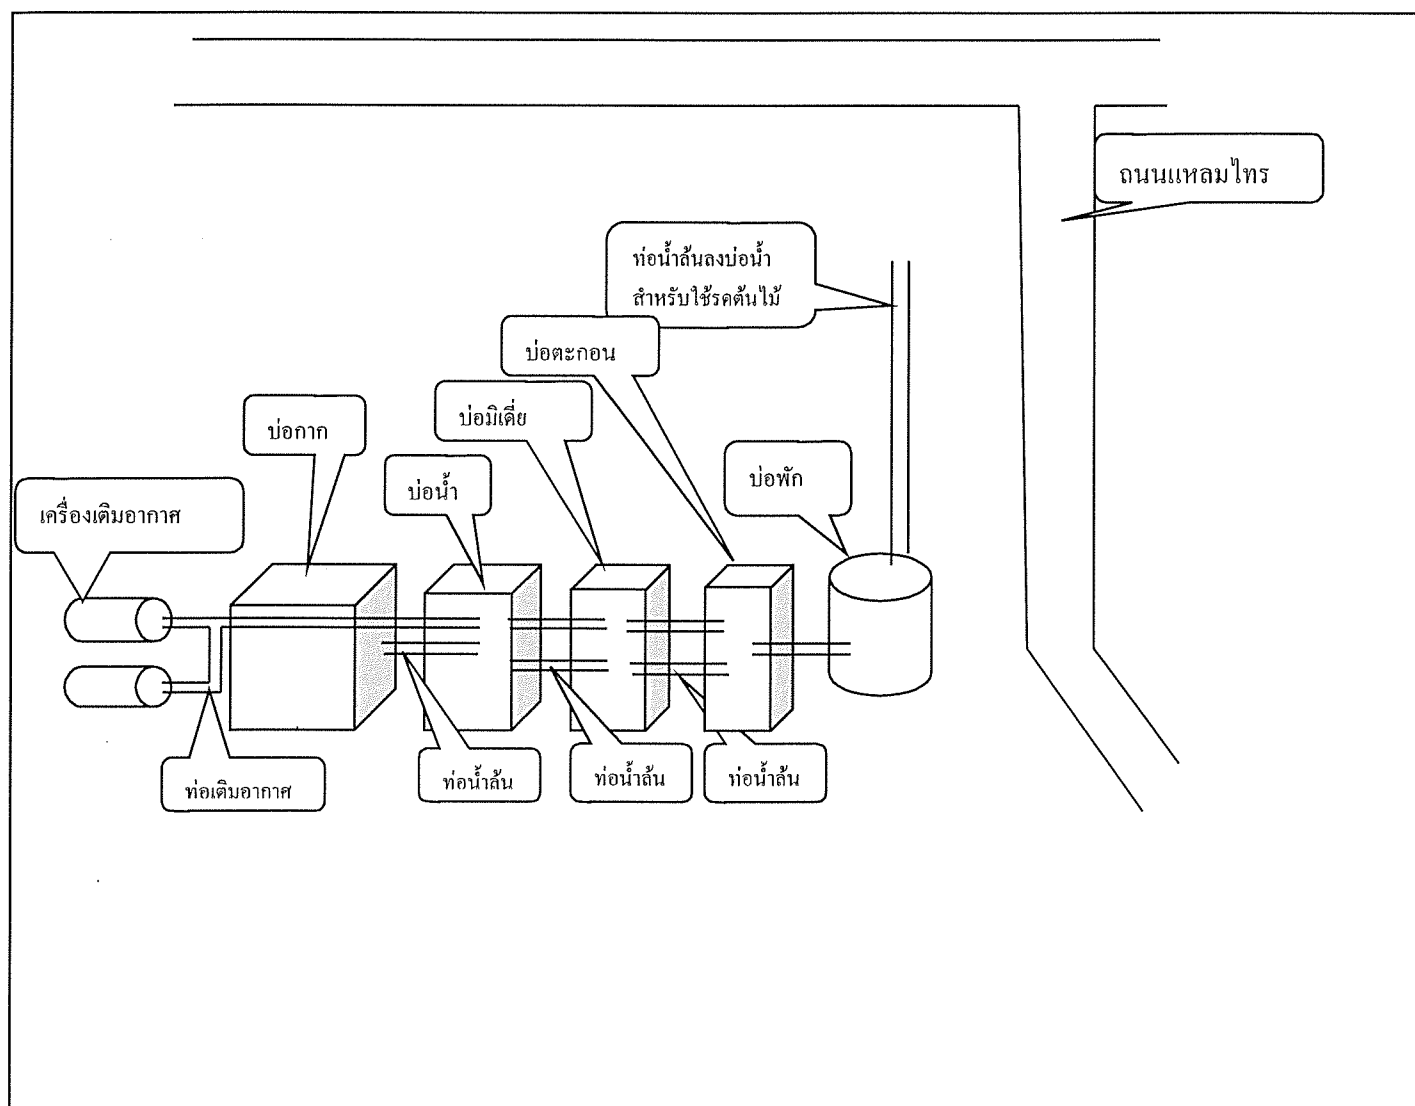 ถนนแหลมไทร
ท่อน้ำล้นลงบ่อน้ำ
สำหรับใช้รดต้นไม้
บ่อตะกอน
บ่อมิเดี่ย
บ่อกาก
บ่อน้ำ
บ่อพัก
เครื่องเติมอากาศ
ท่อเติมอากาศ
ท่อน้ำล้น
ท่อน้ำล้น
ท่อน้ำล้น